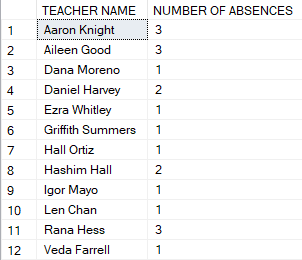 TEACHER NAME NUMBER OF ABSENCES
1 Aaron Knight 3
2 Aileen Good 3
3 Dana Moreno 1
4 Daniel Harvey 2
5 Ezra Whitley 1
6 Griffith Summers 1
7 Hall Ortiz 1
8 Hashim Hall 2
9 Igor Mayo 1
10 Len Chan 1
11 Rana Hess 3
12 Veda Farrell 1